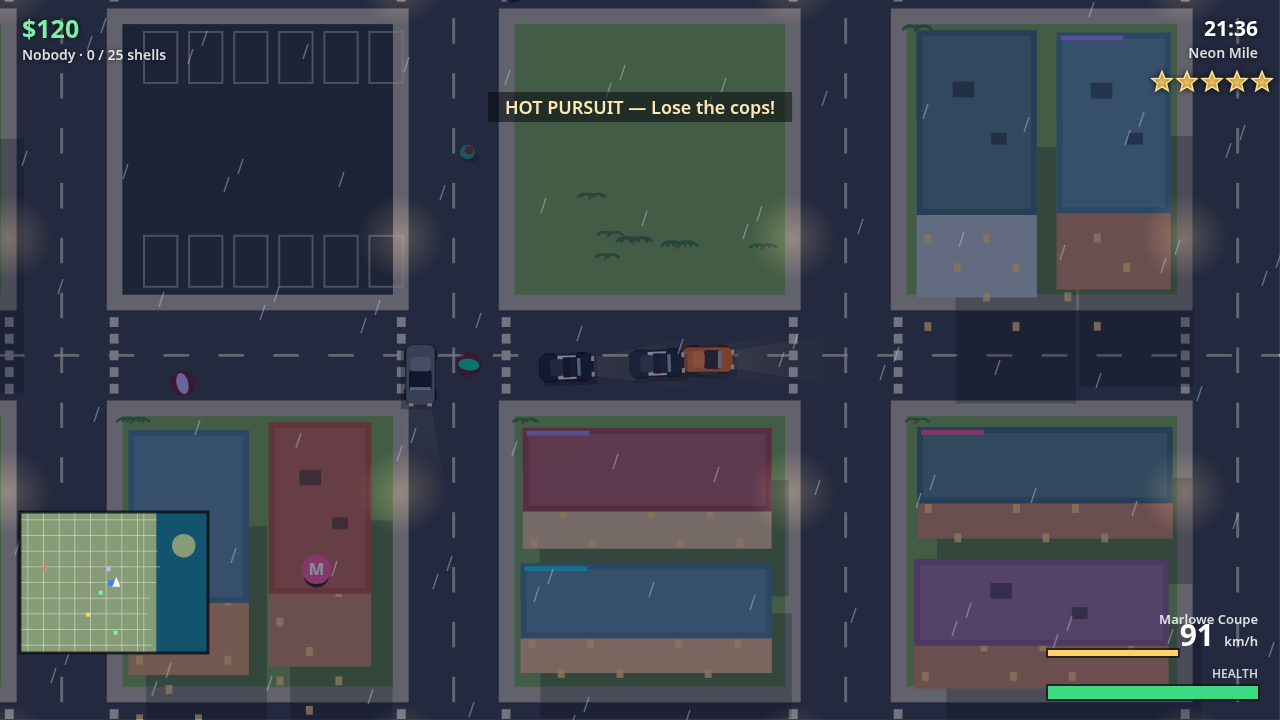 $120
Nobody · 0 / 25 shells
21:36
Neon Mile
HOT PURSUIT — Lose the cops!
M
Marlowe Coupe
91 km/h
HEALTH